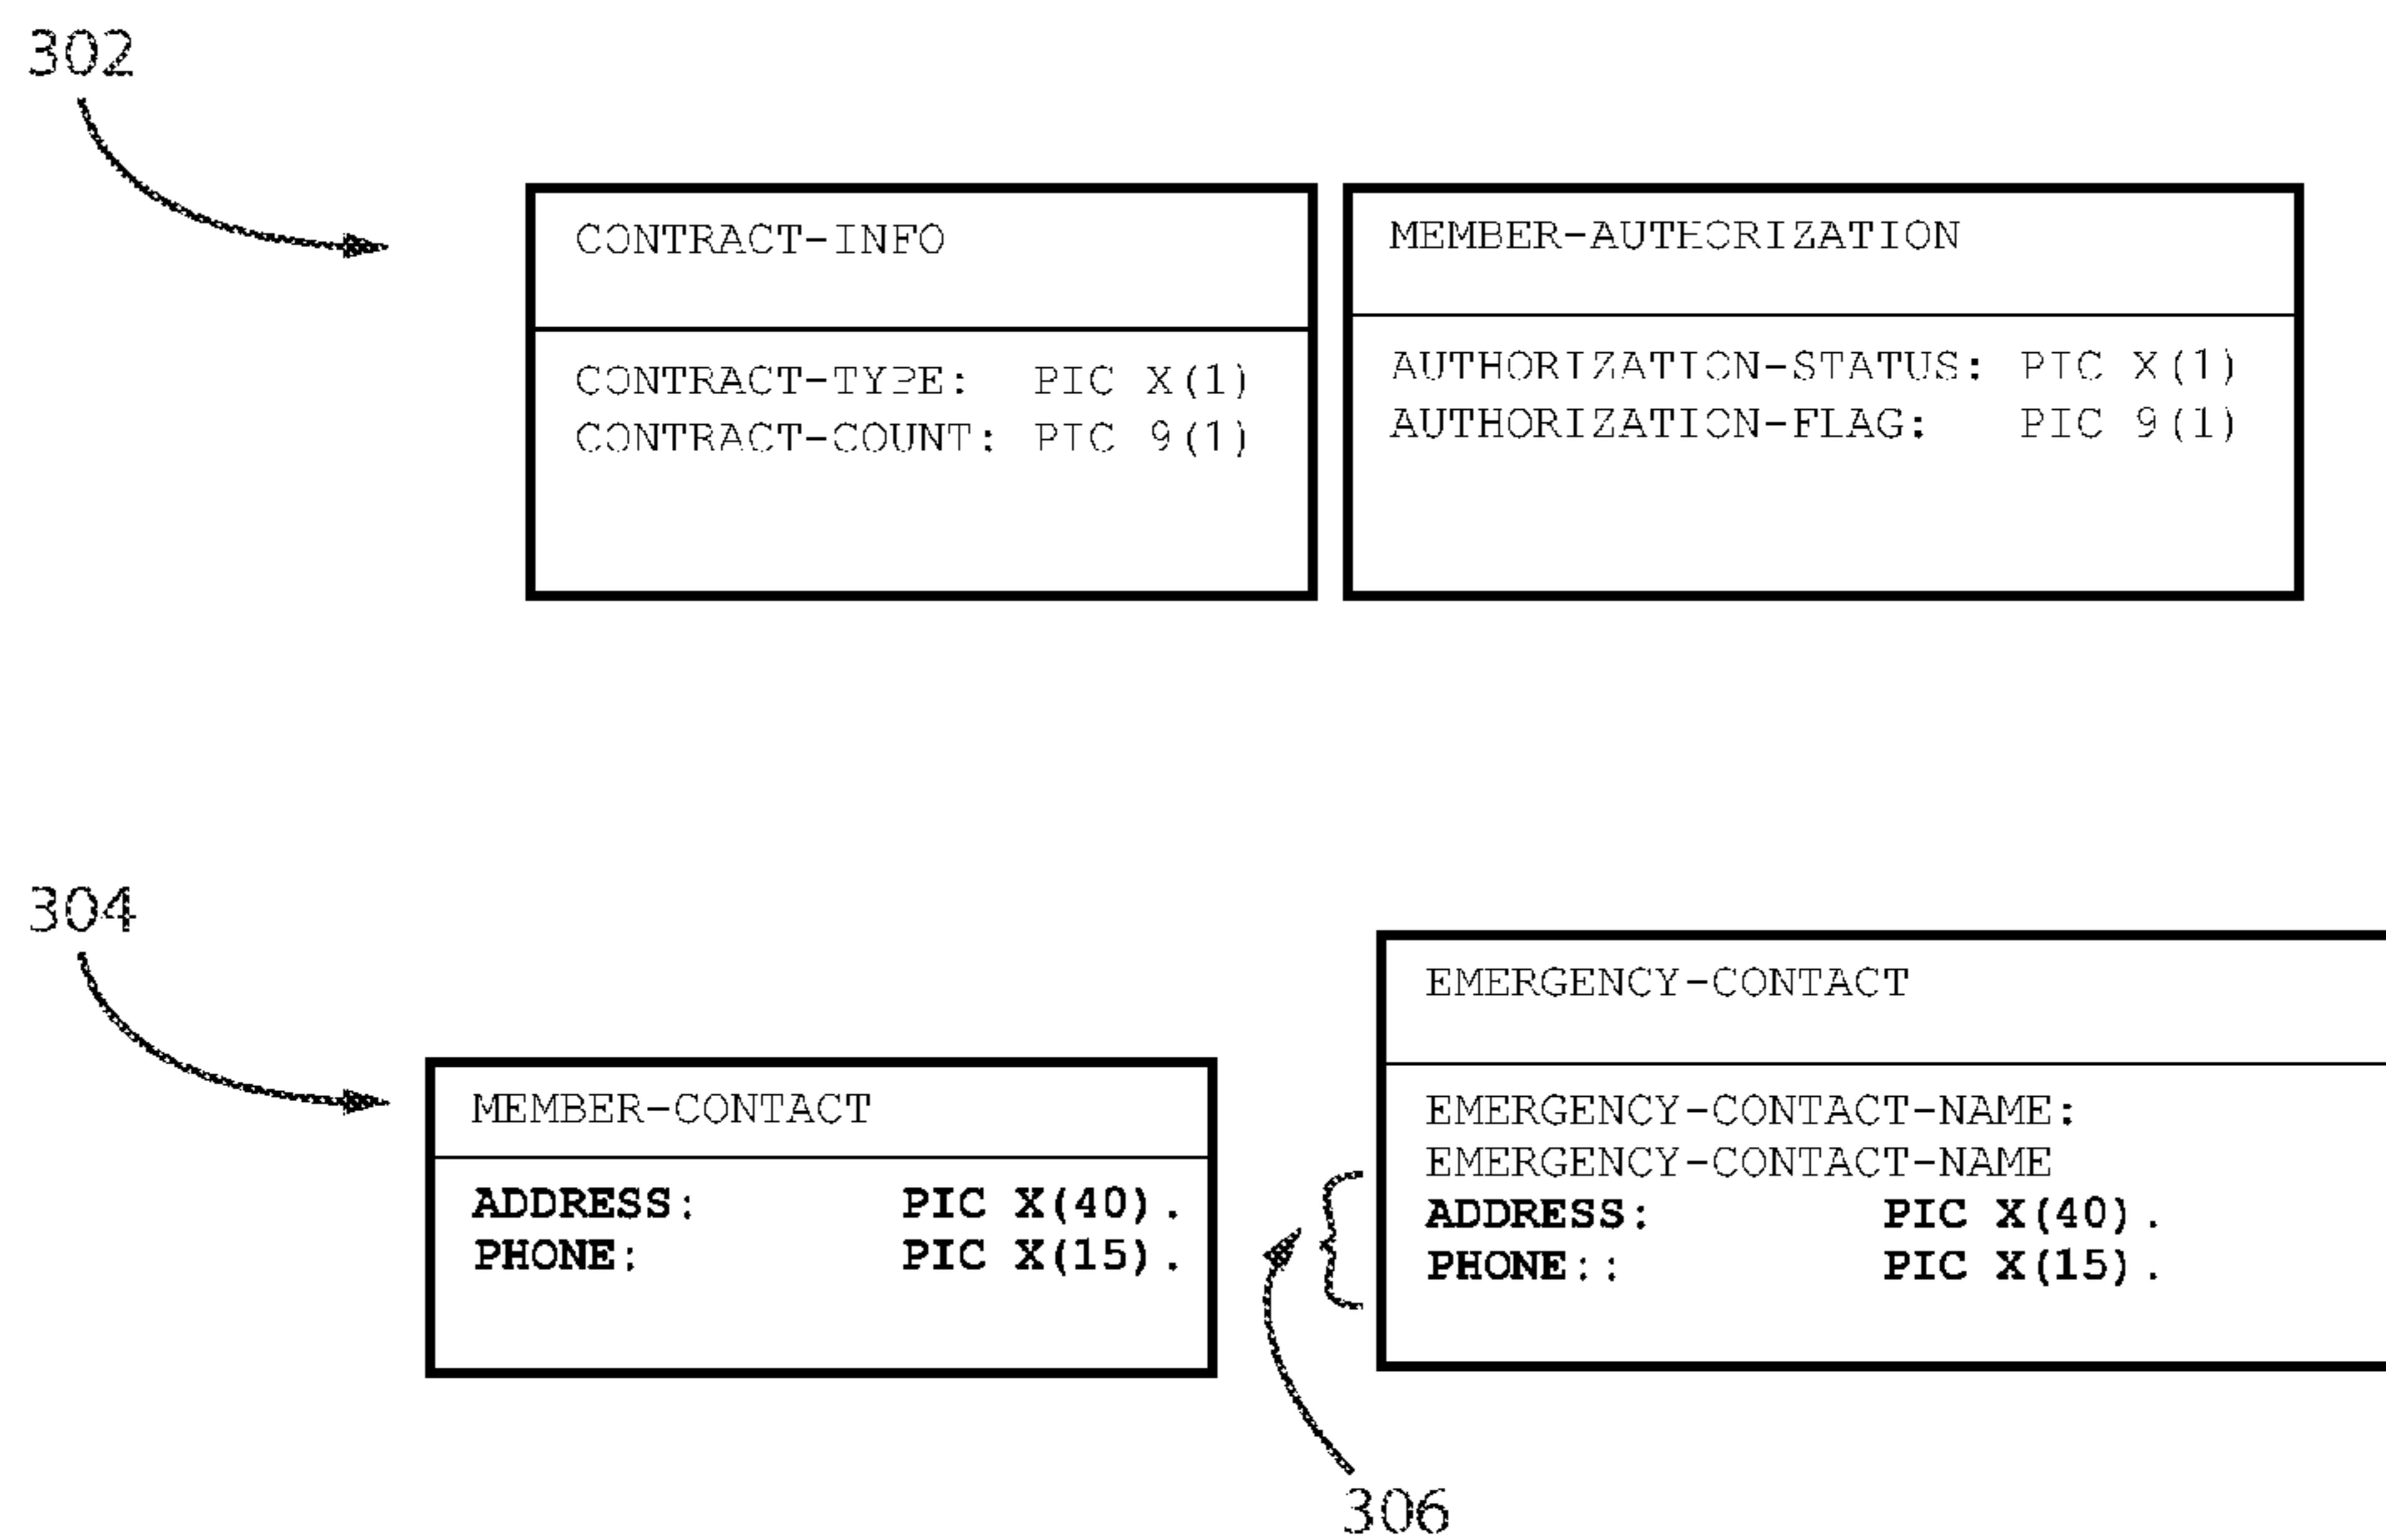 302
CONTRACT-INFO
CONTRACT-TYPE: PIC X(1)
CONTRACT-COUNT: PIC 9(1)
MEMBER-AUTHORIZATION
AUTHORIZATION-STATUS: PIC X(1)
AUTHORIZATION-FLAG: PIC 9(1)
304
MEMBER-CONTACT
ADDRESS: PIC X(40).
PHONE: PIC X(15).
EMERGENCY-CONTACT
EMERGENCY-CONTACT-NAME:
EMERGENCY-CONTACT-NAME
ADDRESS: PIC X(40).
PHONE:: PIC X(15).
306